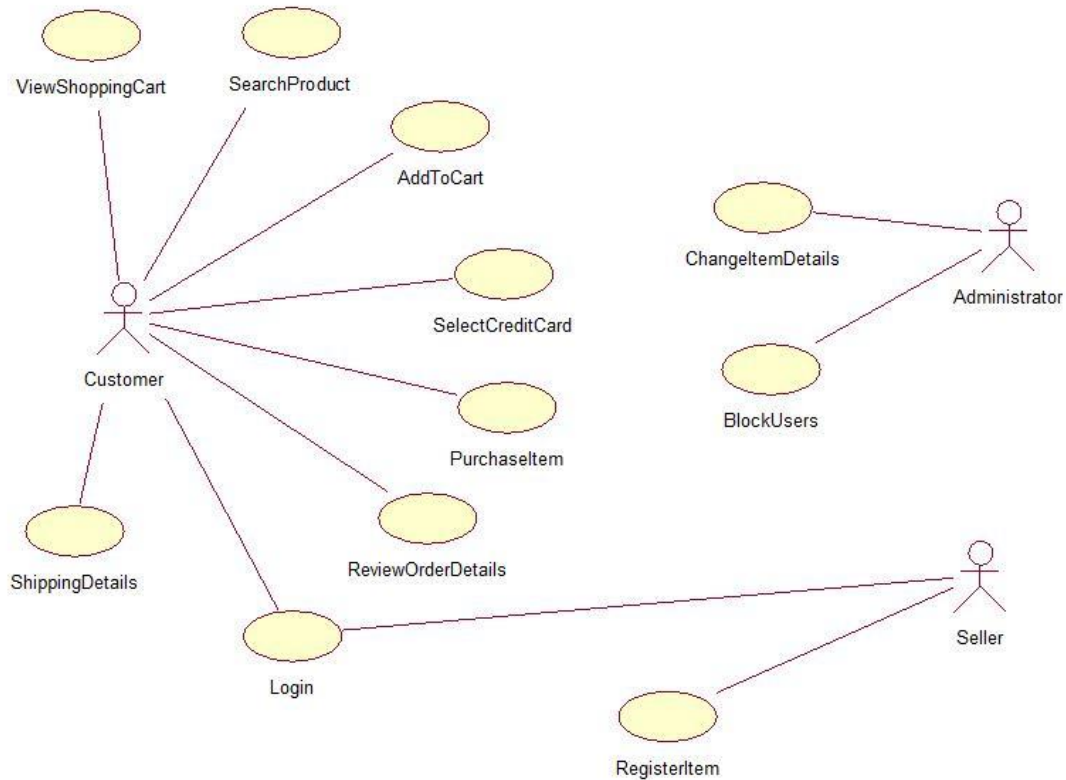 ViewShoppingCart
SearchProduct
AddToCart
ChangeItemDetails
Administrator
SelectCreditCard
Customer
BlockUsers
PurchaseItem
ShippingDetails
ReviewOrderDetails
Seller
Login
RegisterItem